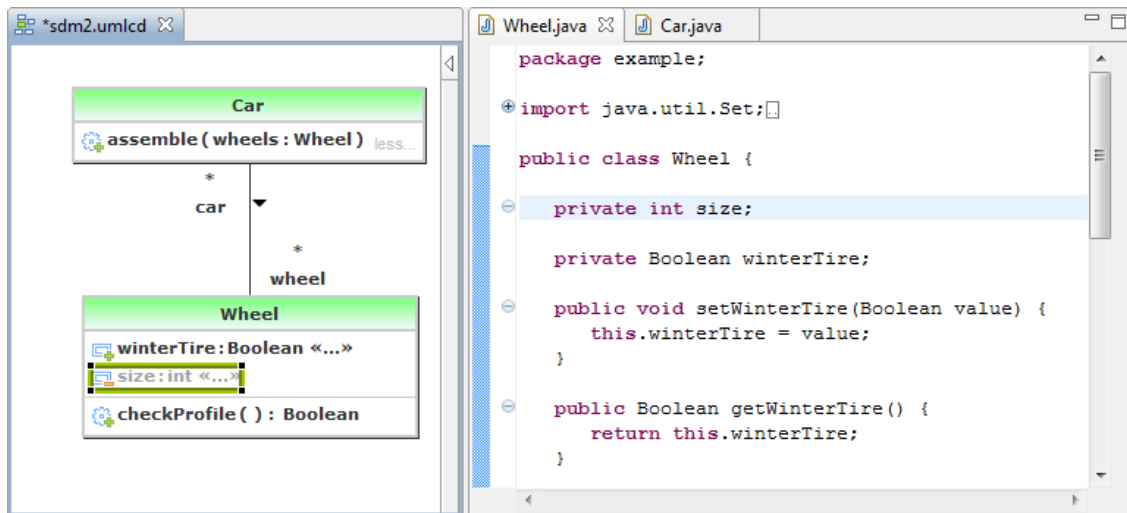 *sdm2.umlcd
Car
assemble ( wheels : Wheel ) less...
*
car
*
wheel
Wheel
winterTire : Boolean «...»
size : int «...»
checkProfile ( ) : Boolean
Wheel.java
Car.java
package example;
import java.util.Set;
public class Wheel {
private int size;
private Boolean winterTire;
public void setWinterTire(Boolean value) {
this.winterTire = value;
}
public Boolean getWinterTire() {
return this.winterTire;
}